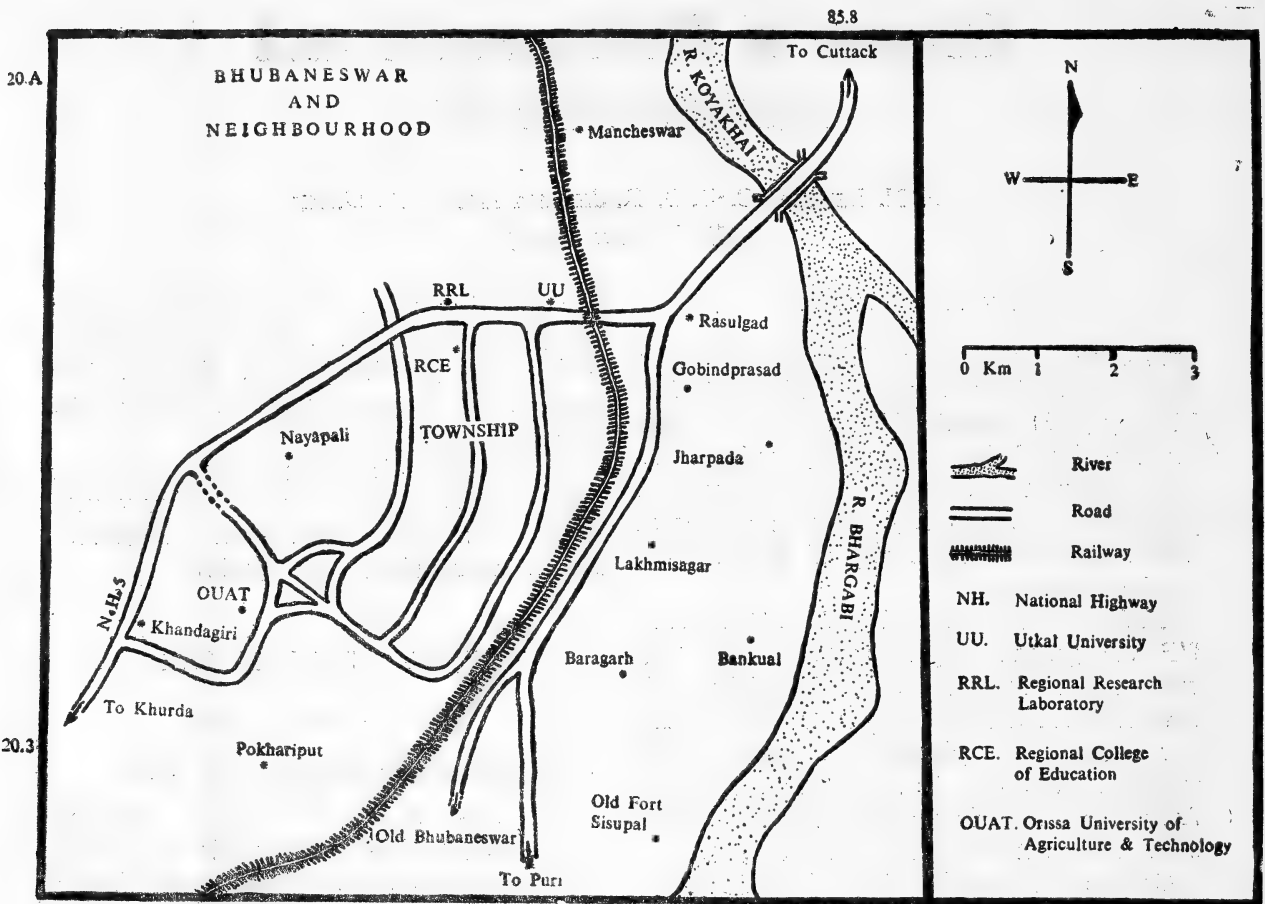 85.8
20.A
BHUBANESWAR
AND
NEIGHBOURHOOD
To Cuttack
R. KOYAKHAI
Mancheswar
RRL
UU
Rasulgad
RCE
Gobindprasad
TOWNSHIP
Nayapali
Jharpada
R. BHARGABI
Lakhmisagar
OUAT
N.H.5
Khandagiri
Baragarh
Bankual
To Khurda
20.3
Pokhariput
Old Fort
Sisupal
Old Bhubaneswar
To Puri
N
W E
S
0 Km 1 2 3
River
Road
Railway
NH. National Highway
UU. Utkal University
RRL. Regional Research
Laboratory
RCE. Regional College
of Education
OUAT. Orissa University of
Agriculture & Technology